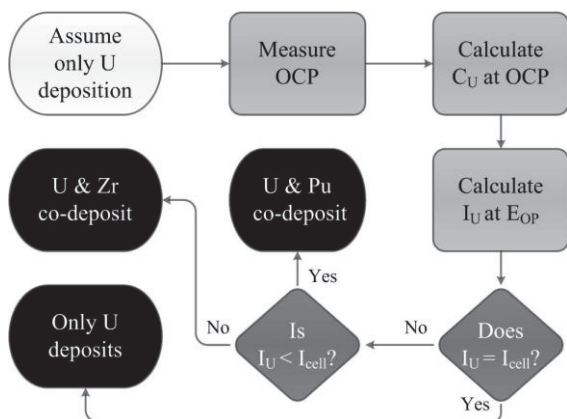 Assume
only U
deposition
Measure
OCP
Calculate
C_U at OCP
Calculate
I_U at E_OP
Does
I_U = I_cell?
No
Yes
Is
I_U < I_cell?
Yes
No
U & Pu
co-deposit
U & Zr
co-deposit
Only U
deposits